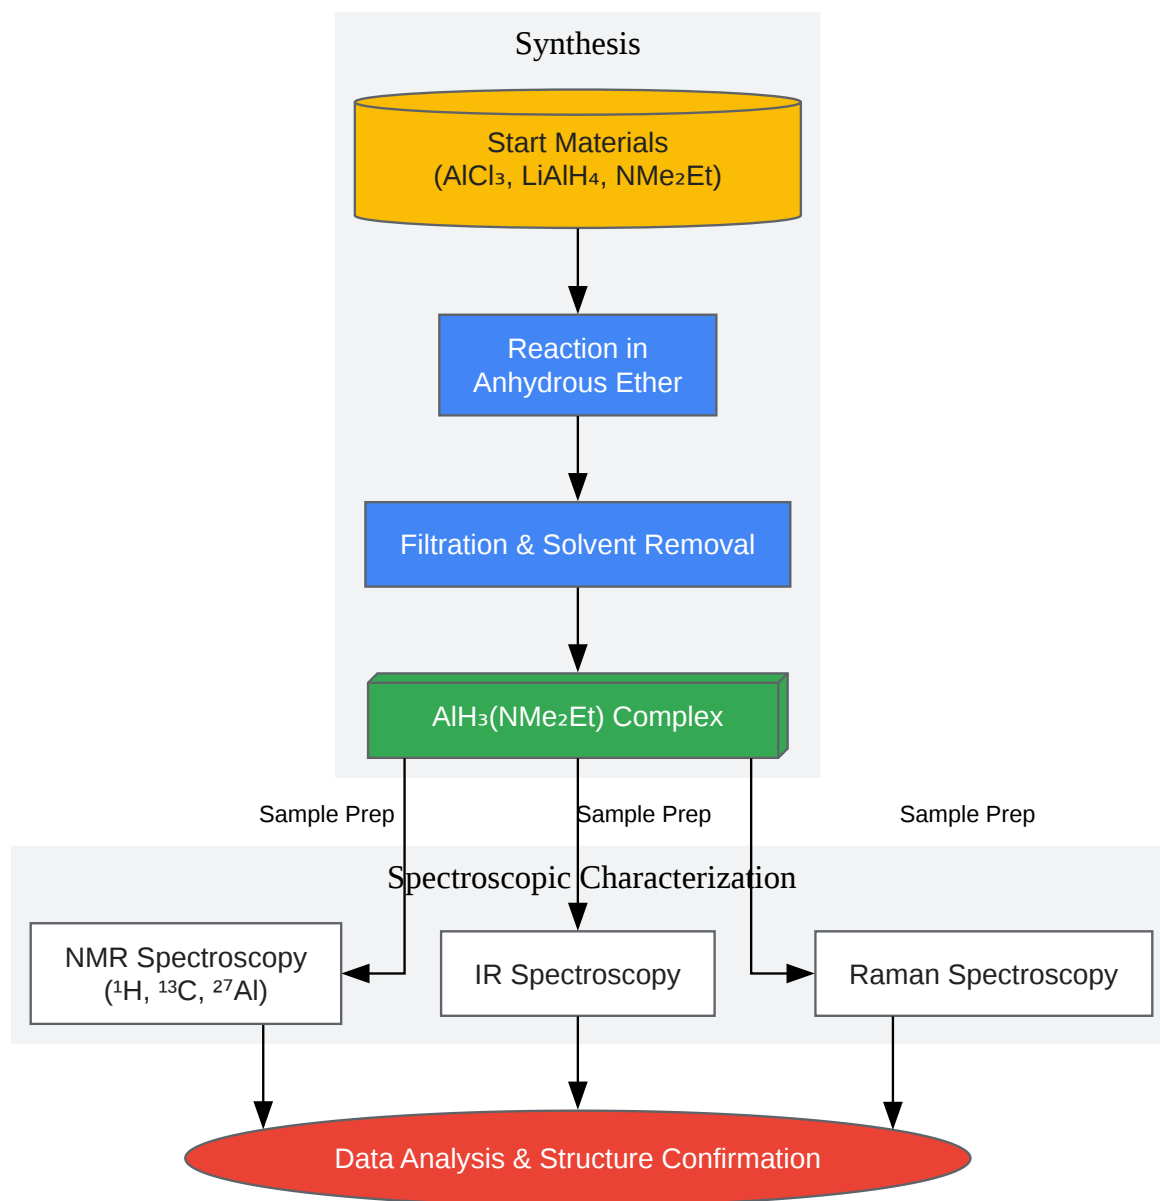 Synthesis
Start Materials
(AlCl₃, LiAlH₄, NMe₂Et)
Reaction in
Anhydrous Ether
Filtration & Solvent Removal
AlH₃(NMe₂Et) Complex
Sample Prep
Sample Prep
Sample Prep
Spectroscopic Characterization
NMR Spectroscopy
(¹H, ¹³C, ²⁷Al)
IR Spectroscopy
Raman Spectroscopy
Data Analysis & Structure Confirmation